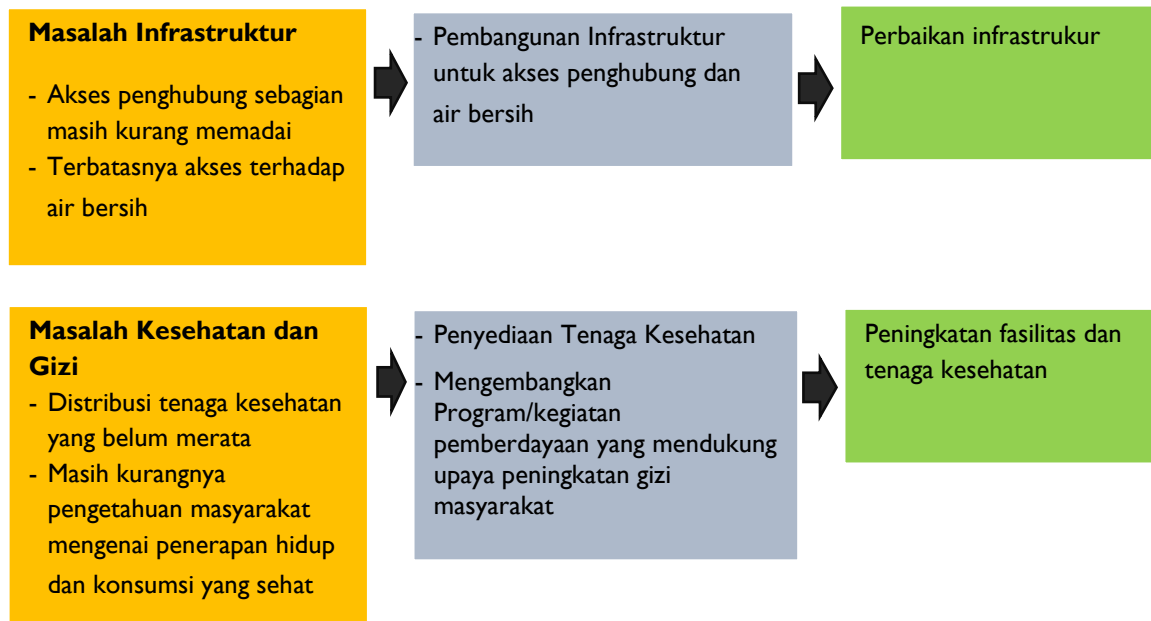 Masalah Infrastruktur
- Akses penghubung sebagian
masih kurang memadai
- Terbatasnya akses terhadap
air bersih
- Pembangunan Infrastruktur
untuk akses penghubung dan
air bersih
Perbaikan infrastrukur
Masalah Kesehatan dan
Gizi
- Distribusi tenaga kesehatan
yang belum merata
- Masih kurangnya
pengetahuan masyarakat
mengenai penerapan hidup
dan konsumsi yang sehat
- Penyediaan Tenaga Kesehatan
- Mengembangkan
Program/kegiatan
pemberdayaan yang mendukung
upaya peningkatan gizi
masyarakat
Peningkatan fasilitas dan
tenaga kesehatan